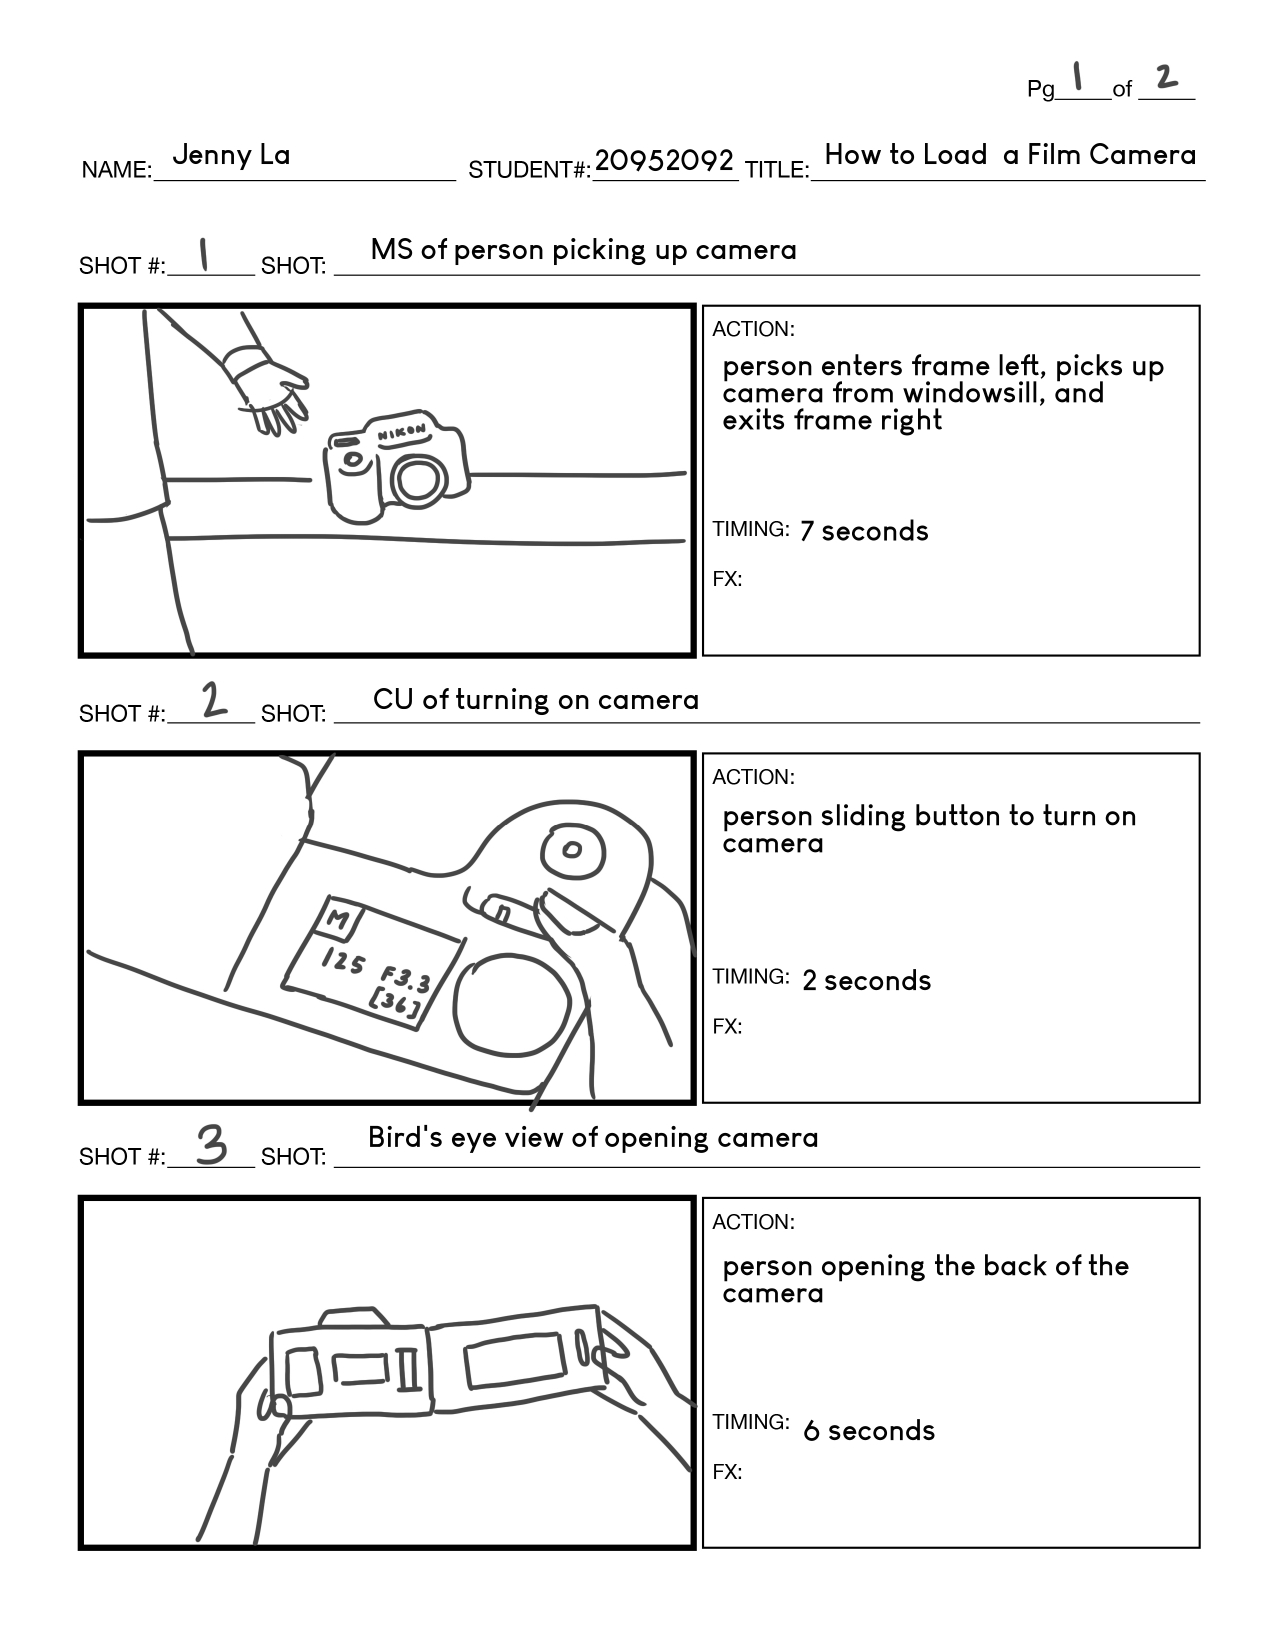 Pg 1 of 2
NAME: Jenny La STUDENT#: 20952092 TITLE: How to Load a Film Camera
SHOT #: 1 SHOT: MS of person picking up camera
NIKON
ACTION:
person enters frame left, picks up
camera from windowsill, and
exits frame right
TIMING: 7 seconds
FX:
SHOT #: 2 SHOT: CU of turning on camera
M
125 F3.3
[36]
ACTION:
person sliding button to turn on
camera
TIMING: 2 seconds
FX:
SHOT #: 3 SHOT: Bird's eye view of opening camera
ACTION:
person opening the back of the
camera
TIMING: 6 seconds
FX: